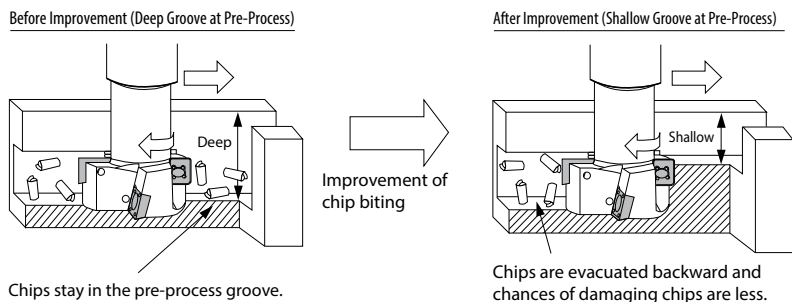 Before Improvement (Deep Groove at Pre-Process)
After Improvement (Shallow Groove at Pre-Process)
Deep
Shallow
Improvement of
chip biting
Chips stay in the pre-process groove.
Chips are evacuated backward and
chances of damaging chips are less.